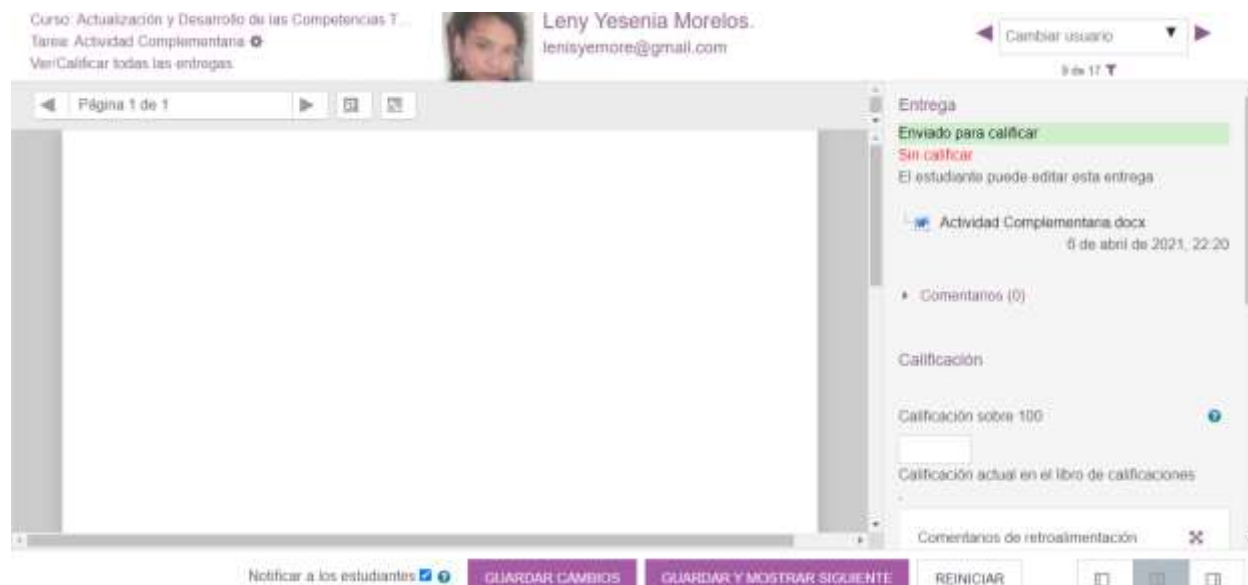 Curso: Actualización y Desarrollo de las Competencias T...
Tarea: Actividad Complementaria
Ver/Calificar todas las entregas
Leny Yesenia Morelos.
lenisyemore@gmail.com
Cambiar usuario
9 de 17
Página 1 de 1
Entrega
Enviado para calificar
Sin calificar
El estudiante puede editar esta entrega
Actividad Complementaria.docx
6 de abril de 2021, 22:20
Comentarios (0)
Calificación
Calificación sobre 100
Calificación actual en el libro de calificaciones
-
Comentarios de retroalimentación
Notificar a los estudiantes
GUARDAR CAMBIOS
GUARDAR Y MOSTRAR SIGUIENTE
REINICIAR